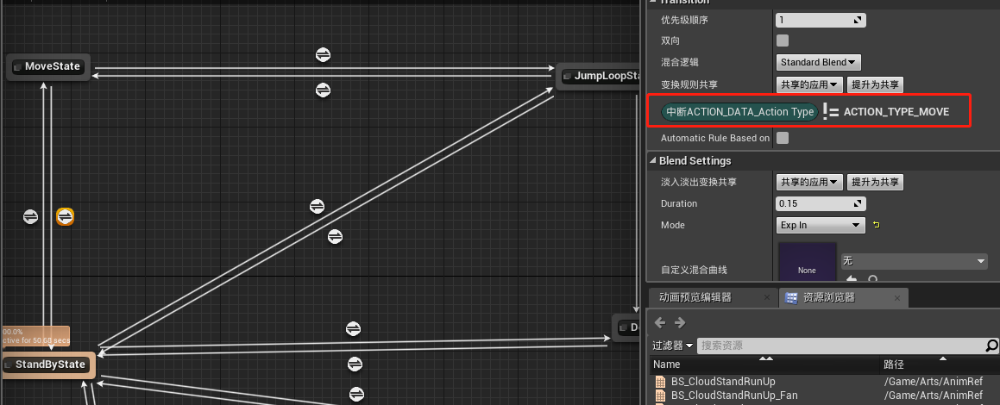 MoveState
JumpLoopSta
StandByState
00.0%
ctive for 50.68 secs
Transition
优先级顺序
1
双向
混合逻辑
Standard Blend
变换规则共享
共享的应用
提升为共享
中断ACTION_DATA_Action Type
!= ACTION_TYPE_MOVE
Automatic Rule Based on
Blend Settings
淡入淡出变换共享
共享的应用
提升为共享
Duration
0.15
Mode
Exp In
自定义混合曲线
None
无
动画预览编辑器
资源浏览器
过滤器
搜索资源
Name
路径
BS_CloudStandRunUp
/Game/Arts/AnimRef
BS_CloudStandRunUp_Fan
/Game/Arts/AnimRef